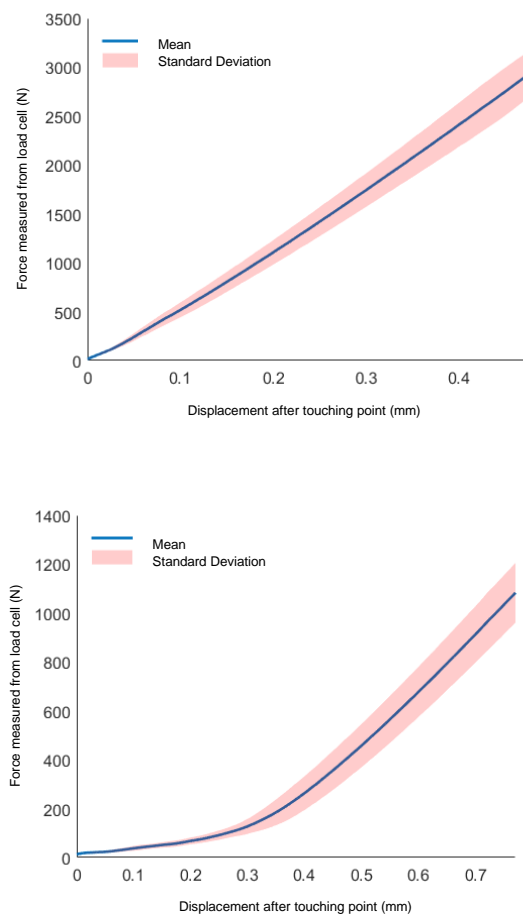 3500
Mean
3000
Standard Deviation
2500
2000
1500
1000
500
0
Force measured from load cell (N)
0 0.1 0.2 0.3 0.4
Displacement after touching point (mm)
1400
Mean
1200
Standard Deviation
1000
800
600
400
200
0
Force measured from load cell (N)
0 0.1 0.2 0.3 0.4 0.5 0.6 0.7
Displacement after touching point (mm)